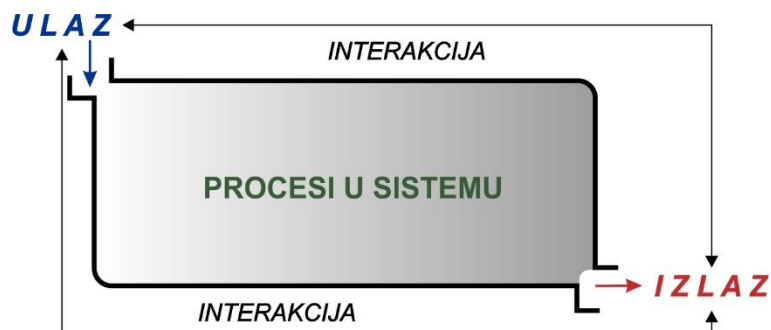 ULAZ
INTERAKCIJA
PROCESI U SISTEMU
IZLAZ
INTERAKCIJA